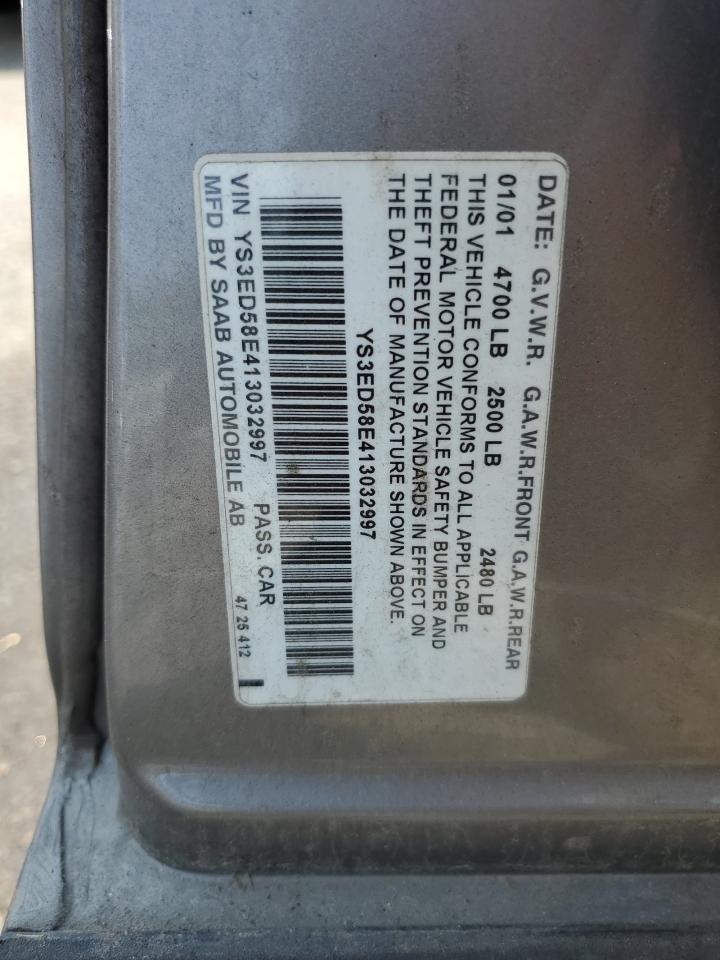 DATE: G.V.W.R. G.A.W.R.FRONT G.A.W.R.REAR
01/01 4700 LB 2500 LB 2480 LB
THIS VEHICLE CONFORMS TO ALL APPLICABLE
FEDERAL MOTOR VEHICLE SAFETY BUMPER AND
THEFT PREVENTION STANDARDS IN EFFECT ON
THE DATE OF MANUFACTURE SHOWN ABOVE.
YS3ED58E413032997
VIN YS3ED58E413032997 PASS. CAR
MFD BY SAAB AUTOMOBILE AB 47 25 412